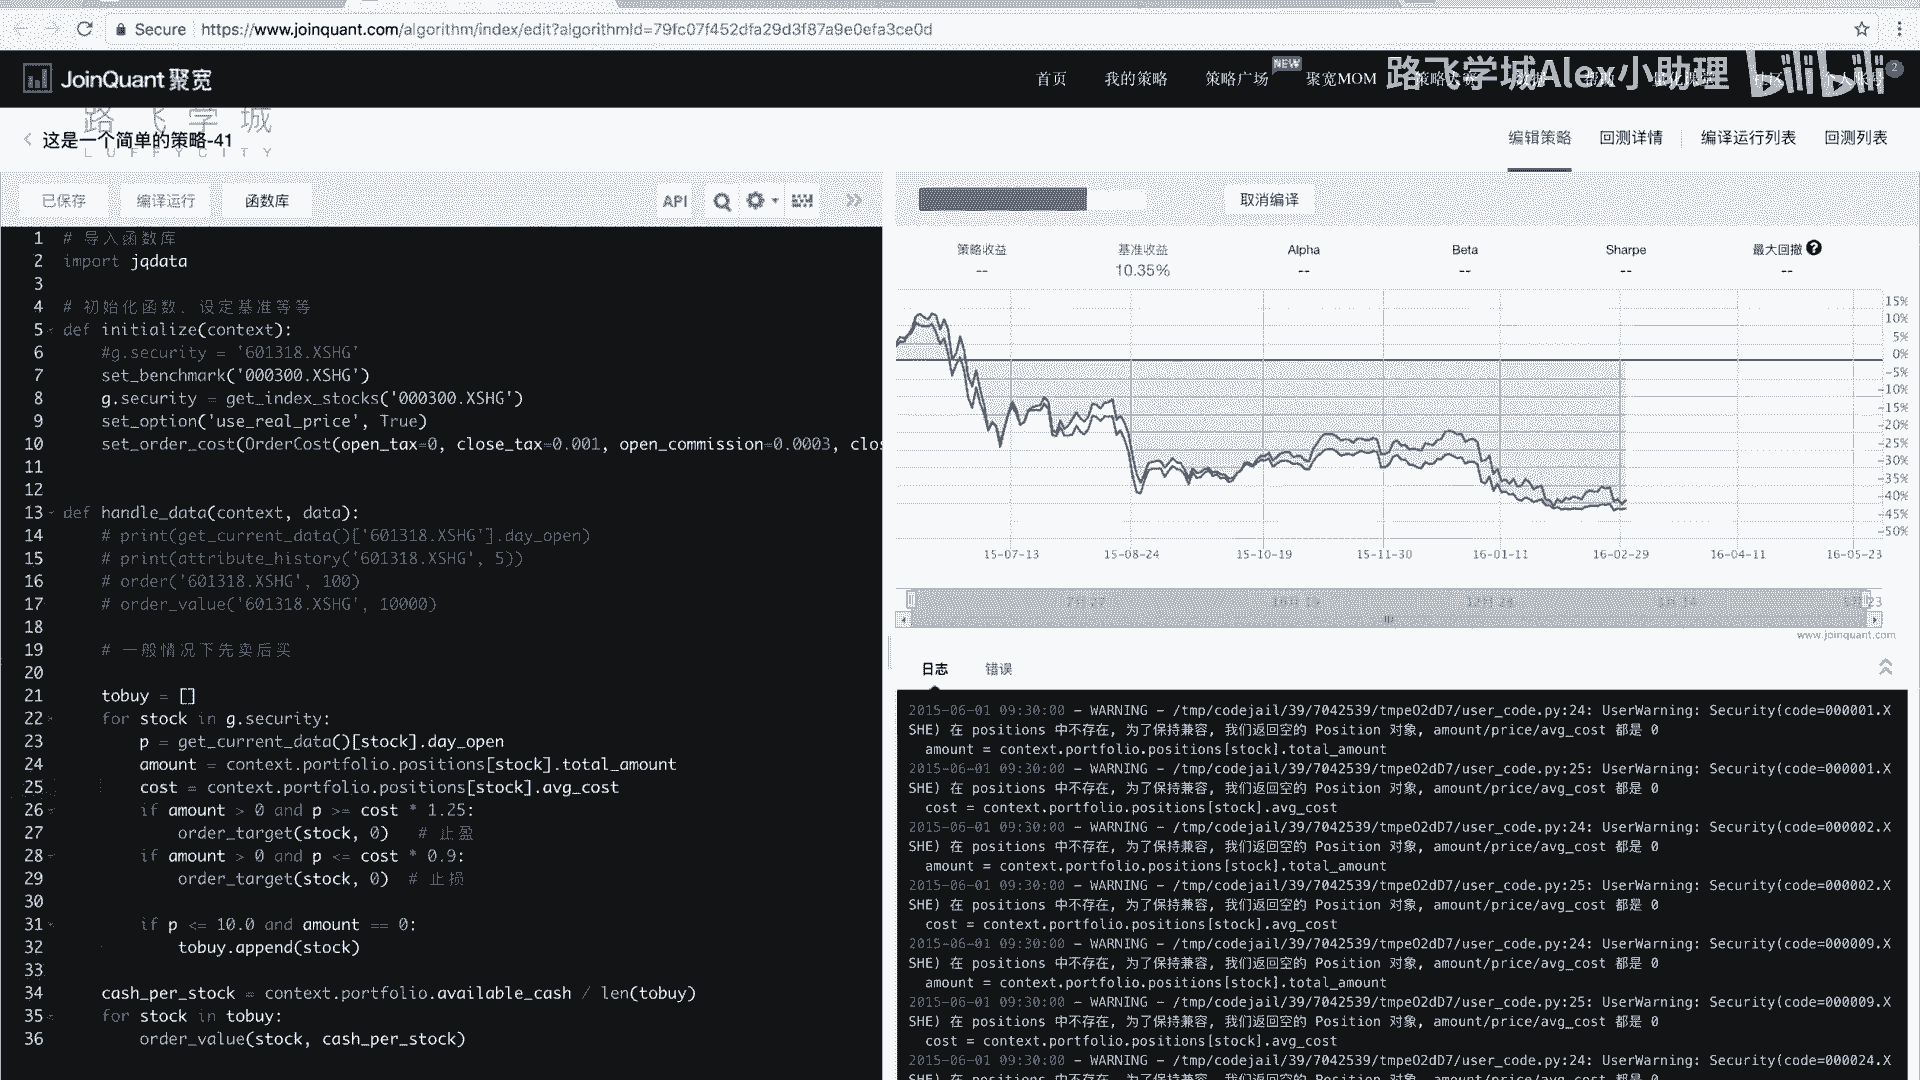 Secure https://www.joinquant.com/algorithm/index/edit?algorithmId=79fc07f452dfa29d3f87a9e0efa3ce0d
JoinQuant 聚宽
首页 我的策略 策略广场 NEW 聚宽MOM
路飞学城Alex小助理 bilibili 2
路飞学城
LUFFYCITY
这是一个简单的策略-41
编辑策略 回测详情 编译运行列表 回测列表
已保存 编译运行 函数库 API
取消编译
1 # 导入函数库
2 import jqdata
3
4 # 初始化函数，设定基准等等
5 def initialize(context):
6 #g.security = '601318.XSHG'
7 set_benchmark('000300.XSHG')
8 g.security = get_index_stocks('000300.XSHG')
9 set_option('use_real_price', True)
10 set_order_cost(OrderCost(open_tax=0, close_tax=0.001, open_commission=0.0003, clos
11
12
13 def handle_data(context, data):
14 # print(get_current_data()['601318.XSHG'].day_open)
15 # print(attribute_history('601318.XSHG', 5))
16 # order('601318.XSHG', 100)
17 # order_value('601318.XSHG', 10000)
18
19 # 一般情况下先卖后买
20
21 tobuy = []
22 for stock in g.security:
23 p = get_current_data()[stock].day_open
24 amount = context.portfolio.positions[stock].total_amount
25 cost = context.portfolio.positions[stock].avg_cost
26 if amount > 0 and p >= cost * 1.25:
27 order_target(stock, 0) # 止盈
28 if amount > 0 and p <= cost * 0.9:
29 order_target(stock, 0) # 止损
30
31 if p <= 10.0 and amount == 0:
32 tobuy.append(stock)
33
34 cash_per_stock = context.portfolio.available_cash / len(tobuy)
35 for stock in tobuy:
36 order_value(stock, cash_per_stock)
策略收益 基准收益 Alpha Beta Sharpe 最大回撤
-- 10.35% -- -- -- --
15%
10%
5%
0%
-5%
-10%
-15%
-20%
-25%
-30%
-35%
-40%
-45%
-50%
15-07-13 15-08-24 15-10-19 15-11-30 16-01-11 16-02-29 16-04-11 16-05-23
www.joinquant.com
日志 错误
2015-06-01 09:30:00 - WARNING - /tmp/codejail/39/7042539/tmpeO2dD7/user_code.py:24: UserWarning: Security(code=000001.X
SHE) 在 positions 中不存在, 为了保持兼容, 我们返回空的 Position 对象, amount/price/avg_cost 都是 0
amount = context.portfolio.positions[stock].total_amount
2015-06-01 09:30:00 - WARNING - /tmp/codejail/39/7042539/tmpeO2dD7/user_code.py:25: UserWarning: Security(code=000001.X
SHE) 在 positions 中不存在, 为了保持兼容, 我们返回空的 Position 对象, amount/price/avg_cost 都是 0
cost = context.portfolio.positions[stock].avg_cost
2015-06-01 09:30:00 - WARNING - /tmp/codejail/39/7042539/tmpeO2dD7/user_code.py:24: UserWarning: Security(code=000002.X
SHE) 在 positions 中不存在, 为了保持兼容, 我们返回空的 Position 对象, amount/price/avg_cost 都是 0
amount = context.portfolio.positions[stock].total_amount
2015-06-01 09:30:00 - WARNING - /tmp/codejail/39/7042539/tmpeO2dD7/user_code.py:25: UserWarning: Security(code=000002.X
SHE) 在 positions 中不存在, 为了保持兼容, 我们返回空的 Position 对象, amount/price/avg_cost 都是 0
cost = context.portfolio.positions[stock].avg_cost
2015-06-01 09:30:00 - WARNING - /tmp/codejail/39/7042539/tmpeO2dD7/user_code.py:24: UserWarning: Security(code=000009.X
SHE) 在 positions 中不存在, 为了保持兼容, 我们返回空的 Position 对象, amount/price/avg_cost 都是 0
amount = context.portfolio.positions[stock].total_amount
2015-06-01 09:30:00 - WARNING - /tmp/codejail/39/7042539/tmpeO2dD7/user_code.py:25: UserWarning: Security(code=000009.X
SHE) 在 positions 中不存在, 为了保持兼容, 我们返回空的 Position 对象, amount/price/avg_cost 都是 0
cost = context.portfolio.positions[stock].avg_cost
2015-06-01 09:30:00 - WARNING - /tmp/codejail/39/7042539/tmpeO2dD7/user_code.py:24: UserWarning: Security(code=000024.X